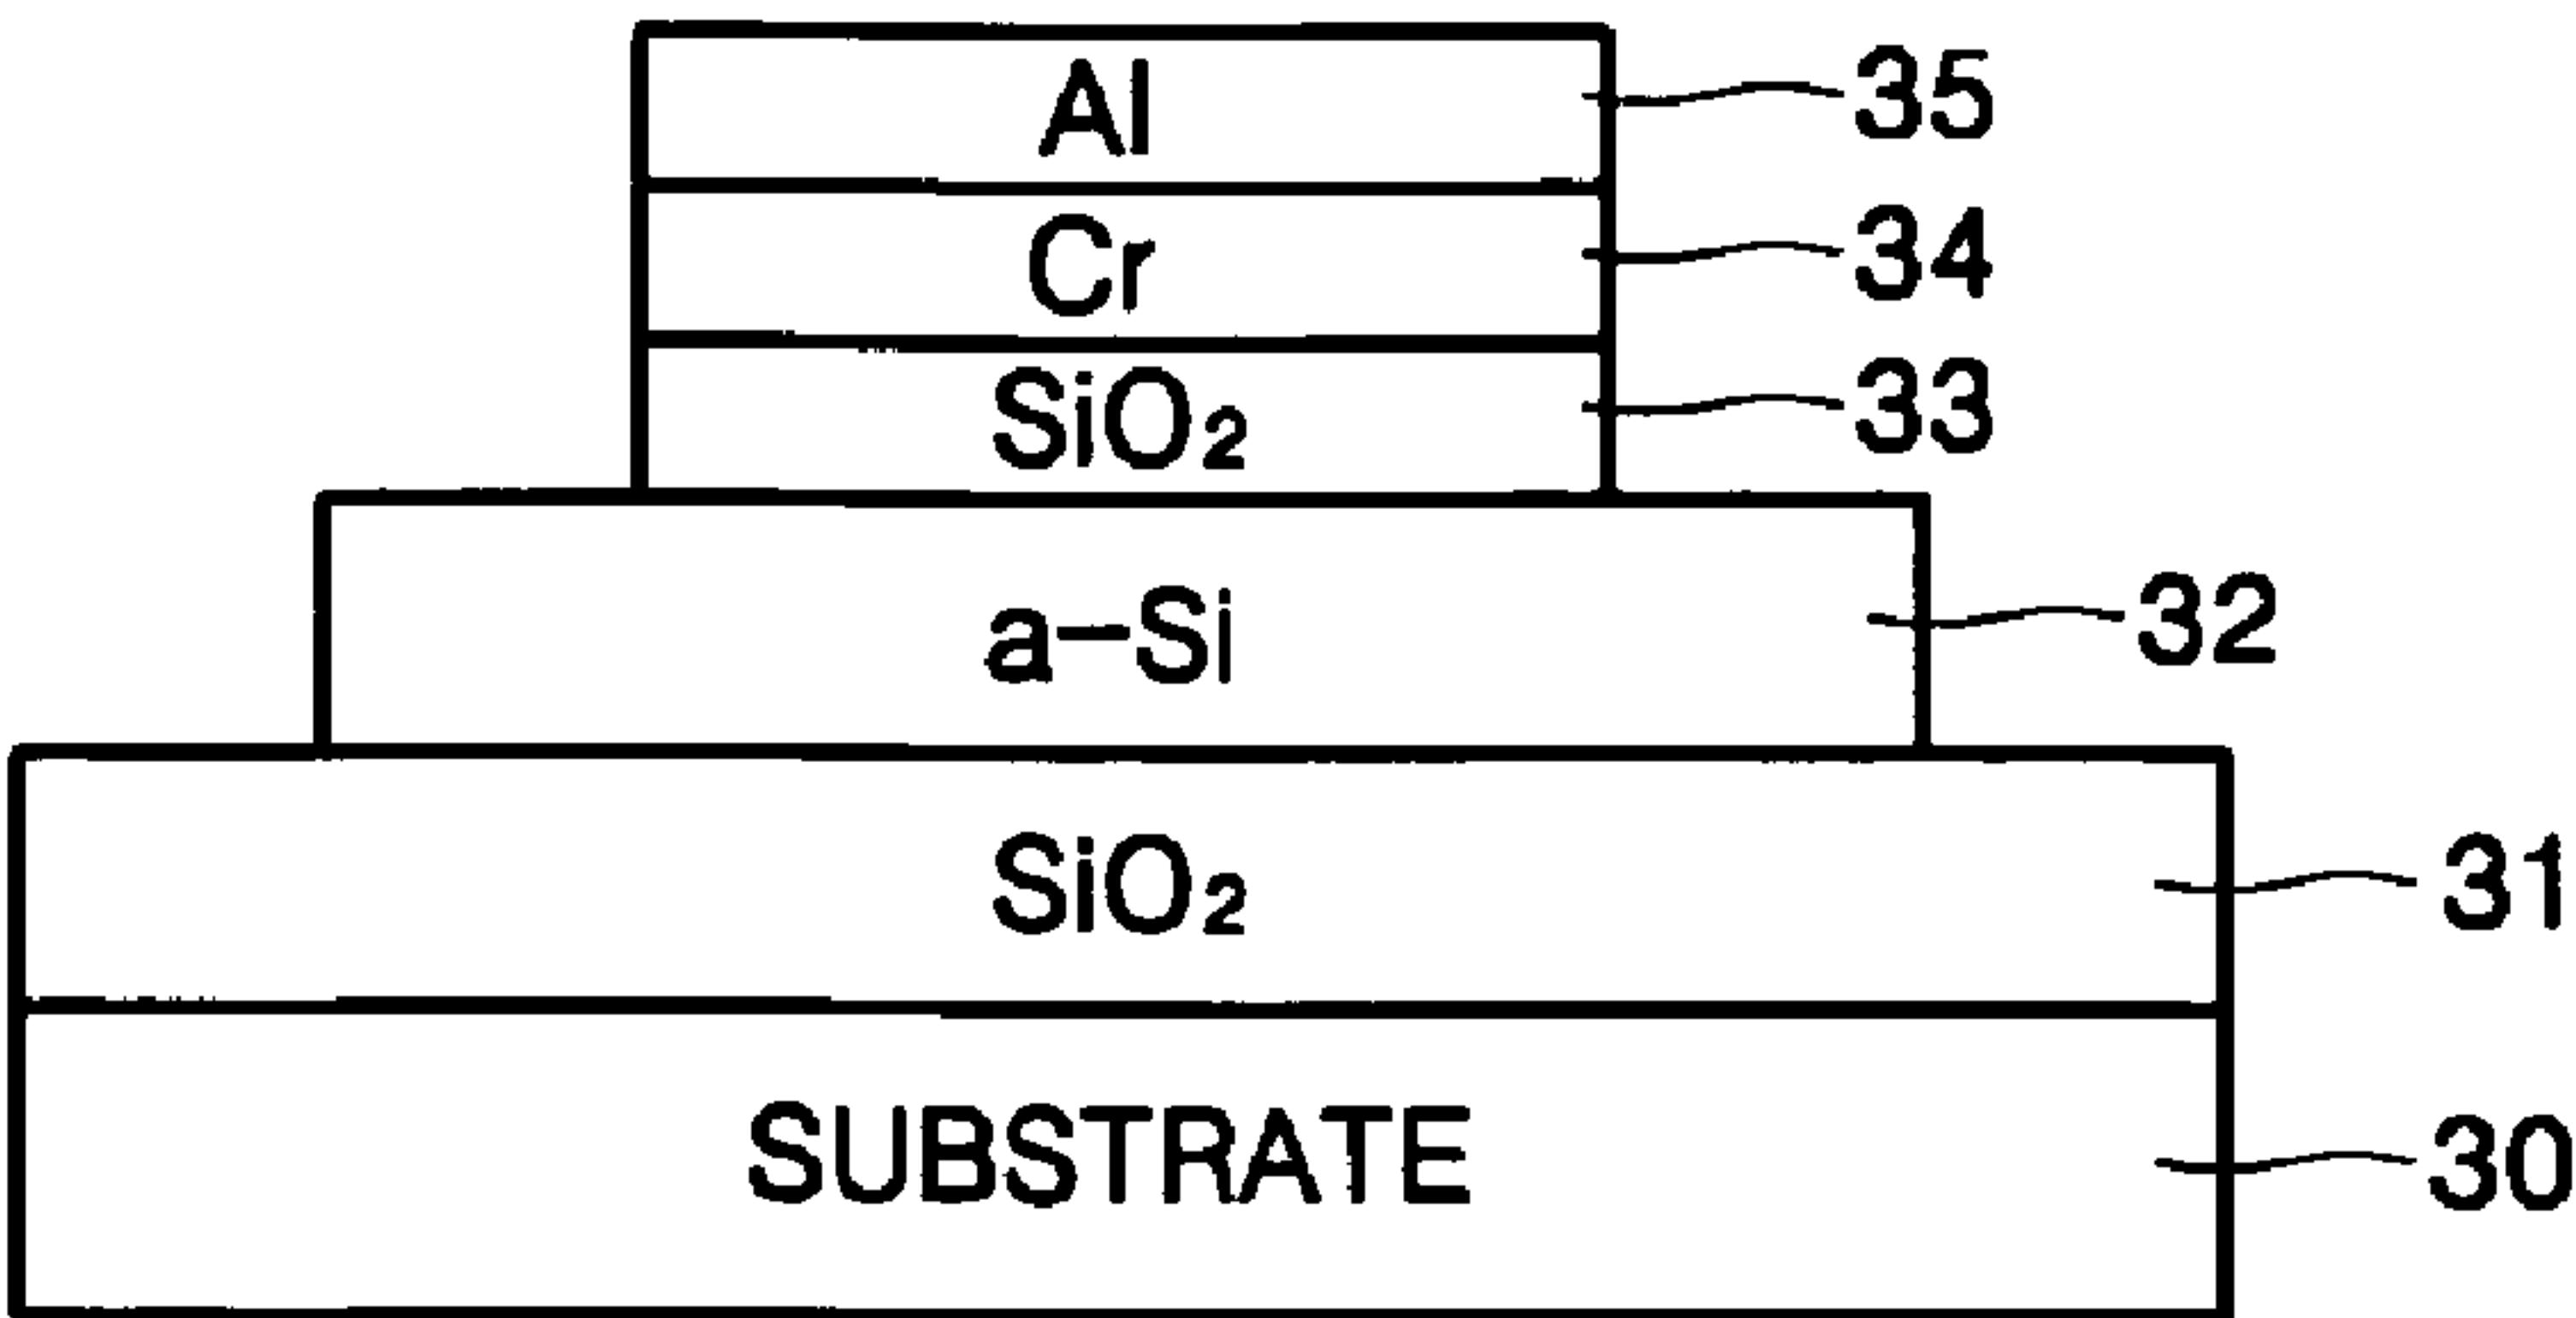 Al 35
Cr 34
SiO₂ 33
a-Si 32
SiO₂ 31
SUBSTRATE 30